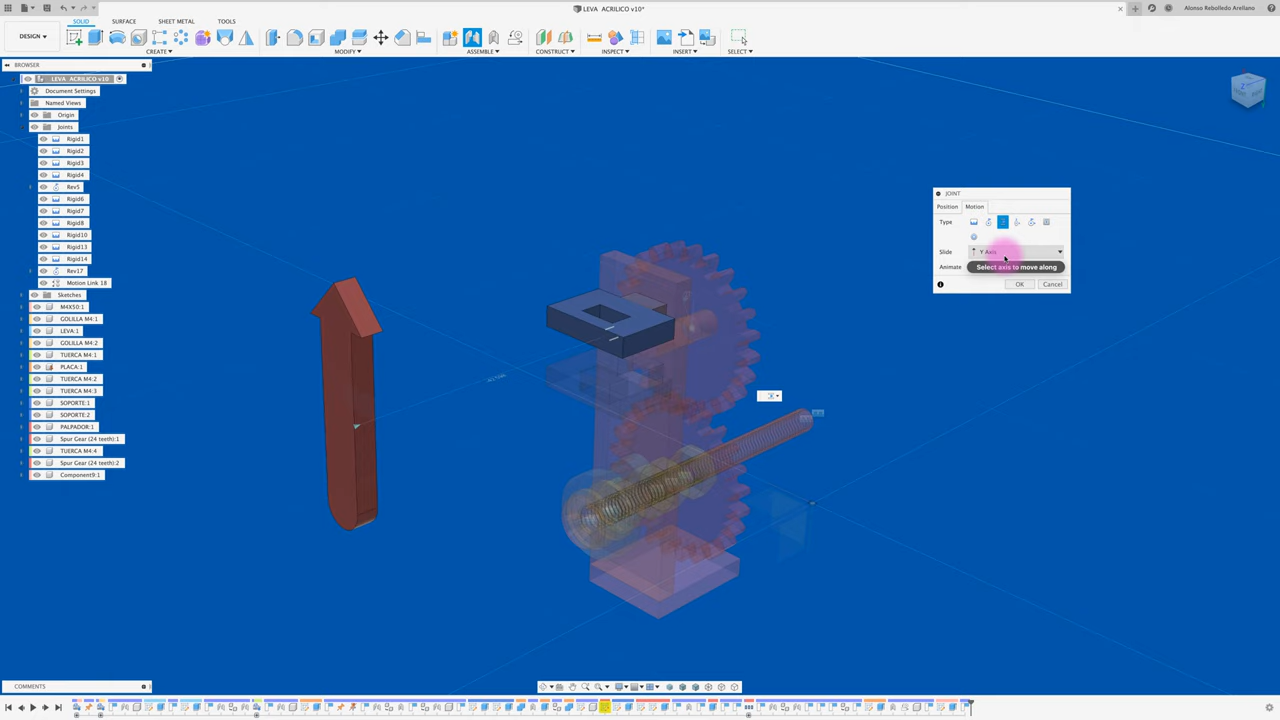 LEVA ACRILICO v10*
Alonso Rebolledo Arellano
DESIGN
SOLID SURFACE SHEET METAL TOOLS
CREATE MODIFY ASSEMBLE CONSTRUCT INSPECT INSERT SELECT
BROWSER
LEVA ACRILICO v10
Document Settings
Named Views
Origin
Joints
Rigid1
Rigid2
Rigid3
Rigid4
Rev5
Rigid6
Rigid7
Rigid8
Rigid10
Rigid13
Rigid14
Rev17
Motion Link 18
Sketches
M4X50:1
GOLILLA M4:1
LEVA:1
GOLILLA M4:2
TUERCA M4:1
PLACA:1
TUERCA M4:2
TUERCA M4:3
SOPORTE:1
SOPORTE:2
PALPADOR:1
Spur Gear (24 teeth):1
TUERCA M4:4
Spur Gear (24 teeth):2
Component9:1
JOINT
Position Motion
Type
Slide Y Axis
Animate
Select axis to move along
OK Cancel
COMMENTS